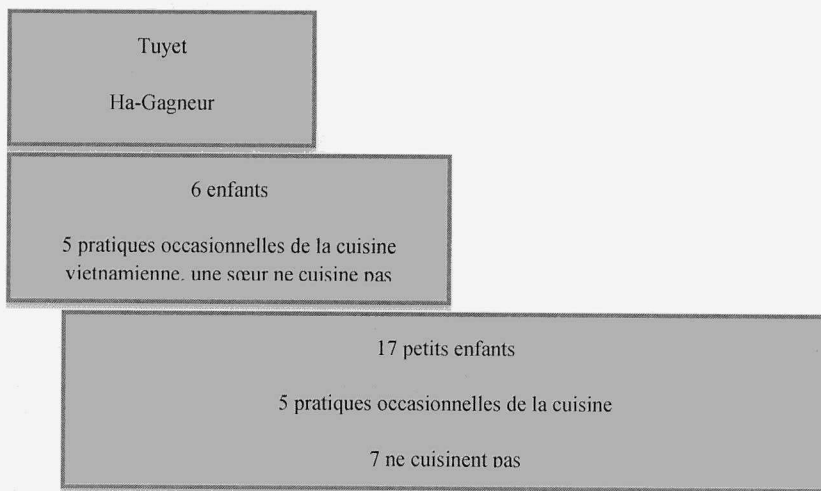 Tuyet
Ha-Gagneur
6 enfants
5 pratiques occasionnelles de la cuisine
vietnamienne, une sœur ne cuisine pas
17 petits enfants
5 pratiques occasionnelles de la cuisine
7 ne cuisinent pas